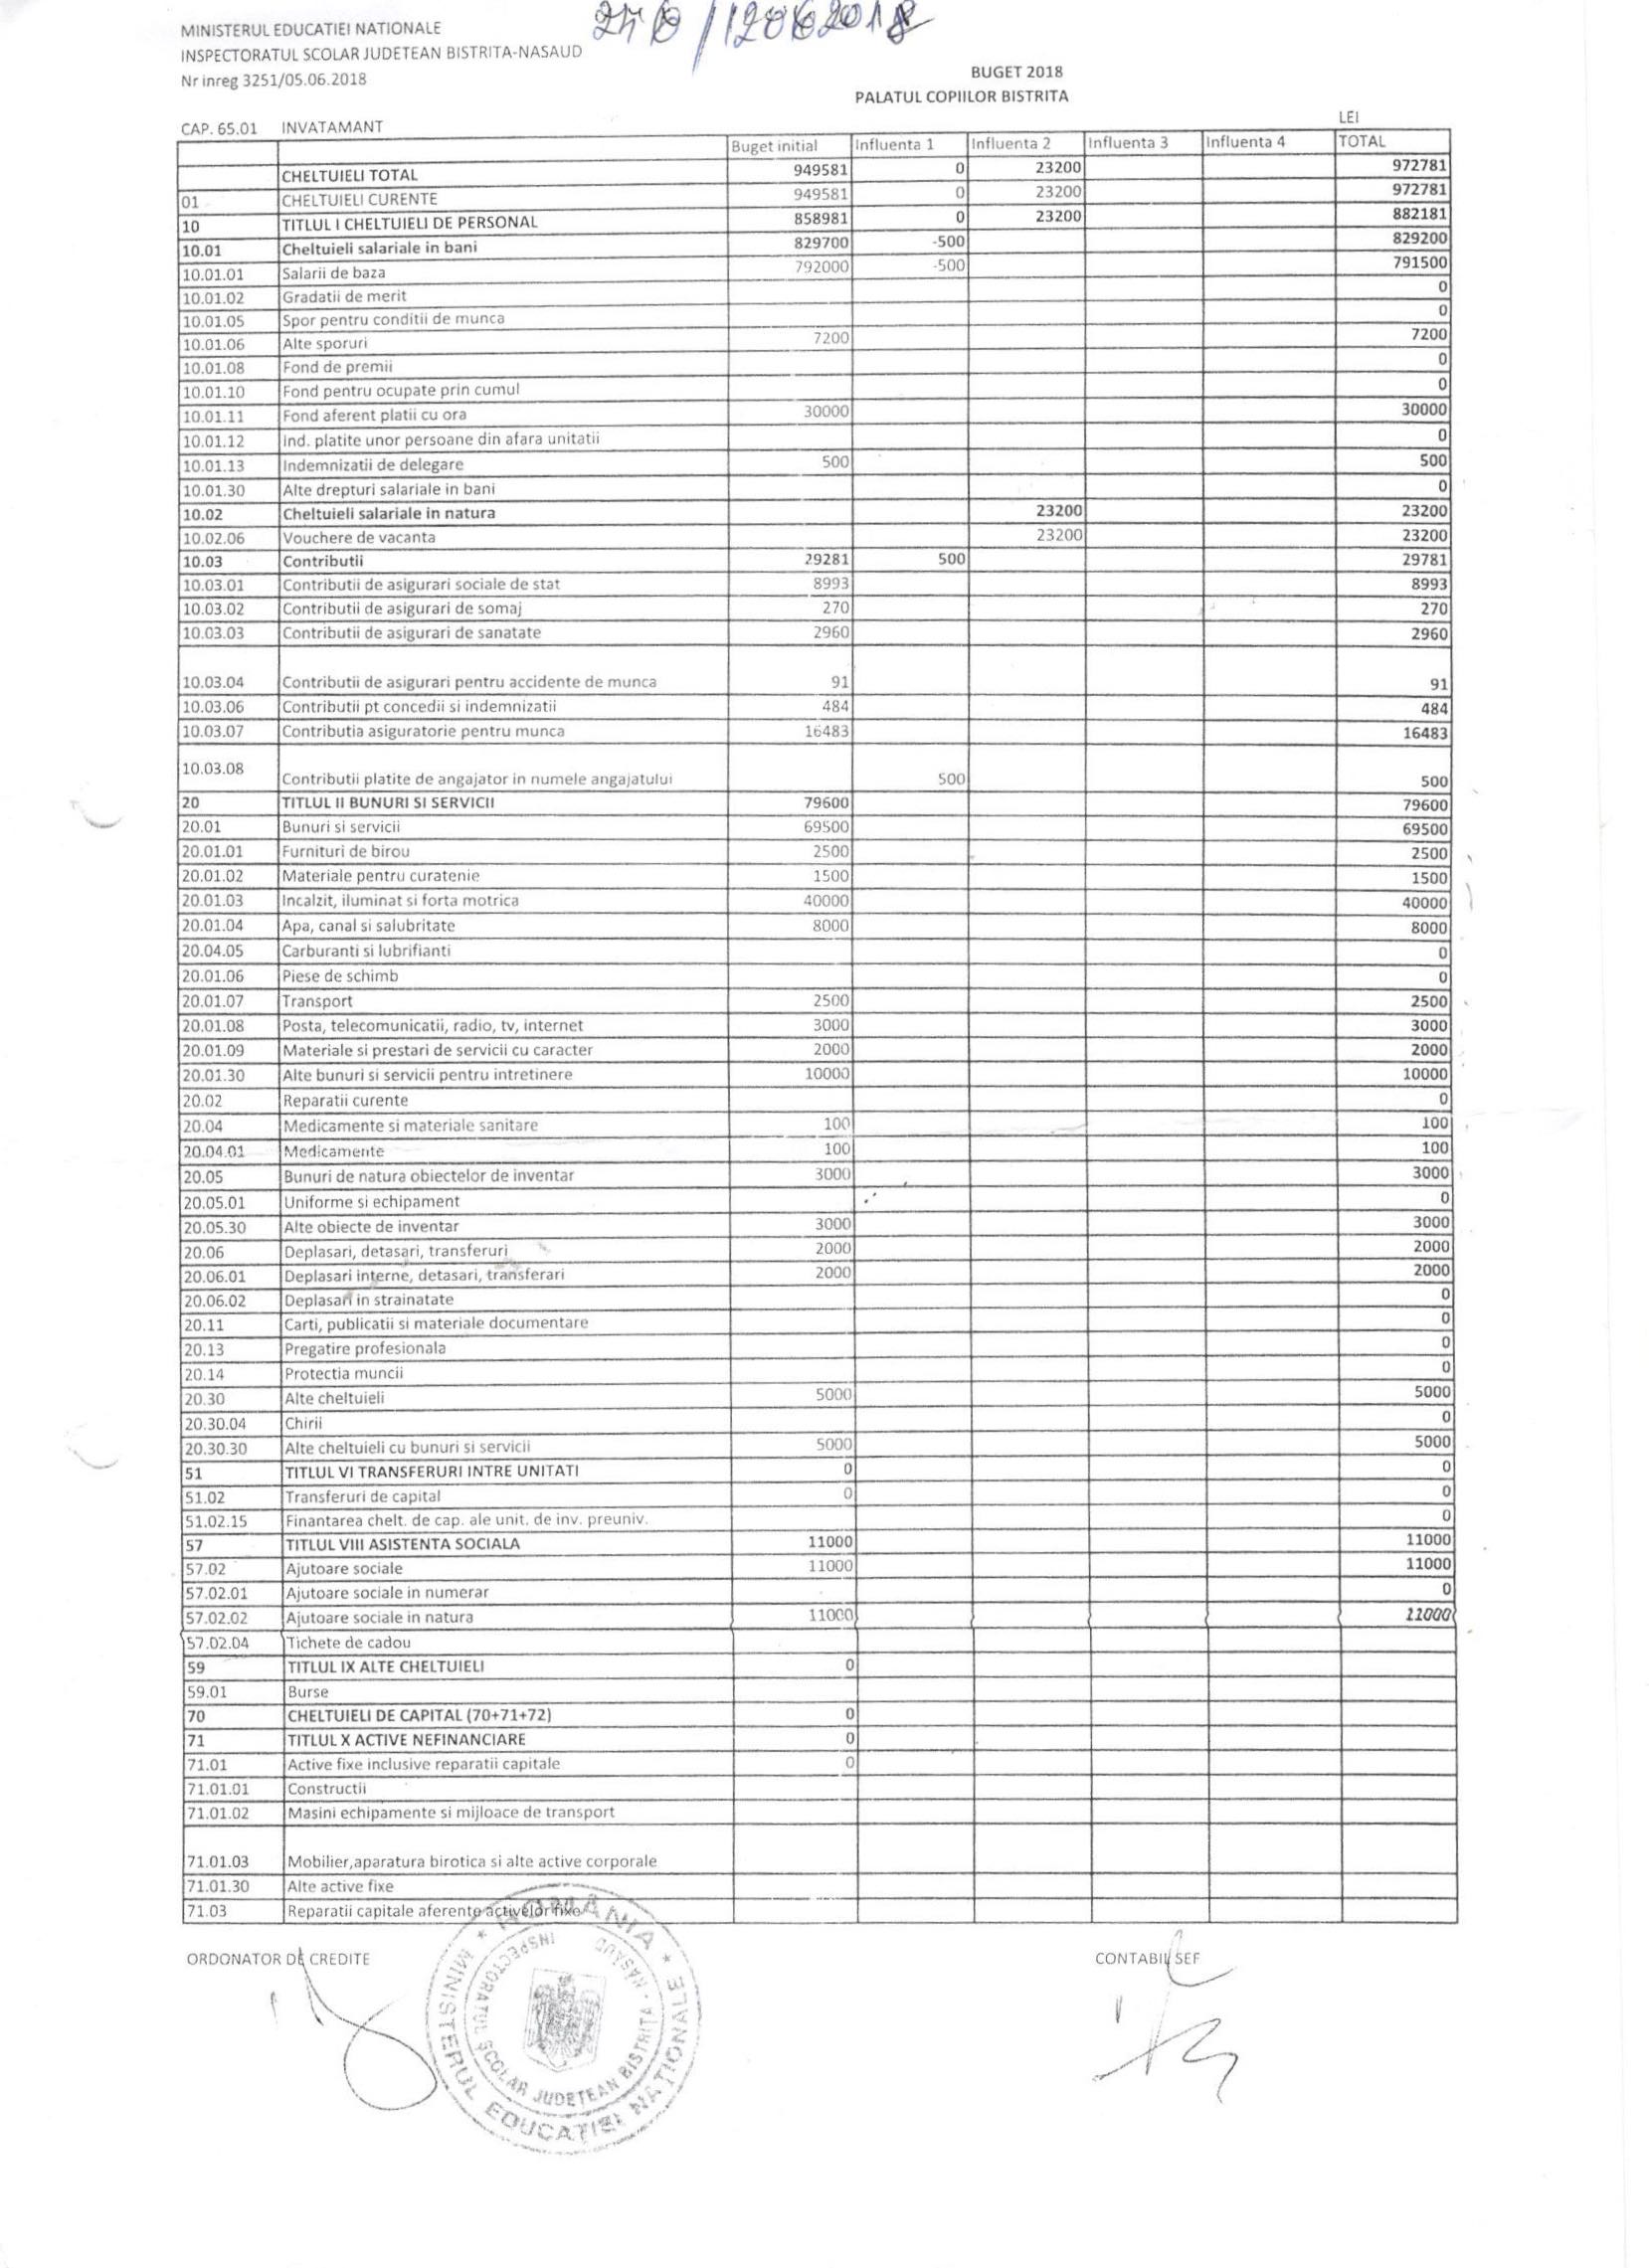 MINISTERUL EDUCATIEI NATIONALE
INSPECTORATUL SCOLAR JUDETEAN BISTRITA-NASAUD
Nr inreg 3251/05.06.2018
BUGET 2018
PALATUL COPIILOR BISTRITA
LEI
CAP. 65.01 INVATAMANT
Buget initial Influenta 1 Influenta 2 Influenta 3 Influenta 4 TOTAL
CHELTUIELI TOTAL 949581 0 23200 972781
01 CHELTUIELI CURENTE 949581 0 23200 972781
10 TITLUL I CHELTUIELI DE PERSONAL 858981 0 23200 882181
10.01 Cheltuieli salariale in bani 829700 -500 829200
10.01.01 Salarii de baza 792000 -500 791500
10.01.02 Gradatii de merit 0
10.01.05 Spor pentru conditii de munca 0
10.01.06 Alte sporuri 7200 7200
10.01.08 Fond de premii 0
10.01.10 Fond pentru ocupate prin cumul 0
10.01.11 Fond aferent platii cu ora 30000 30000
10.01.12 Ind. platite unor persoane din afara unitatii 0
10.01.13 Indemnizatii de delegare 500 500
10.01.30 Alte drepturi salariale in bani 0
10.02 Cheltuieli salariale in natura 23200 23200
10.02.06 Vouchere de vacanta 23200 23200
10.03 Contributii 29281 500 29781
10.03.01 Contributii de asigurari sociale de stat 8993 8993
10.03.02 Contributii de asigurari de somaj 270 270
10.03.03 Contributii de asigurari de sanatate 2960 2960
10.03.04 Contributii de asigurari pentru accidente de munca 91 91
10.03.06 Contributii pt concedii si indemnizatii 484 484
10.03.07 Contributia asiguratorie pentru munca 16483 16483
10.03.08 Contributii platite de angajator in numele angajatului 500 500
20 TITLUL II BUNURI SI SERVICII 79600 79600
20.01 Bunuri si servicii 69500 69500
20.01.01 Furnituri de birou 2500 2500
20.01.02 Materiale pentru curatenie 1500 1500
20.01.03 Incalzit, iluminat si forta motrica 40000 40000
20.01.04 Apa, canal si salubritate 8000 8000
20.04.05 Carburanti si lubrifianti 0
20.01.06 Piese de schimb 0
20.01.07 Transport 2500 2500
20.01.08 Posta, telecomunicatii, radio, tv, internet 3000 3000
20.01.09 Materiale si prestari de servicii cu caracter 2000 2000
20.01.30 Alte bunuri si servicii pentru intretinere 10000 10000
20.02 Reparatii curente 0
20.04 Medicamente si materiale sanitare 100 100
20.04.01 Medicamente 100 100
20.05 Bunuri de natura obiectelor de inventar 3000 3000
20.05.01 Uniforme si echipament 0
20.05.30 Alte obiecte de inventar 3000 3000
20.06 Deplasari, detasari, transferuri 2000 2000
20.06.01 Deplasari interne, detasari, transferari 2000 2000
20.06.02 Deplasari in strainatate 0
20.11 Carti, publicatii si materiale documentare 0
20.13 Pregatire profesionala 0
20.14 Protectia muncii 0
20.30 Alte cheltuieli 5000 5000
20.30.04 Chirii 0
20.30.30 Alte cheltuieli cu bunuri si servicii 5000 5000
51 TITLUL VI TRANSFERURI INTRE UNITATI 0 0
51.02 Transferuri de capital 0 0
51.02.15 Finantarea chelt. de cap. ale unit. de inv. preuniv. 0
57 TITLUL VIII ASISTENTA SOCIALA 11000 11000
57.02 Ajutoare sociale 11000 11000
57.02.01 Ajutoare sociale in numerar 0
57.02.02 Ajutoare sociale in natura 11000 11000
57.02.04 Tichete de cadou
59 TITLUL IX ALTE CHELTUIELI 0
59.01 Burse
70 CHELTUIELI DE CAPITAL (70+71+72) 0
71 TITLUL X ACTIVE NEFINANCIARE 0
71.01 Active fixe inclusive reparatii capitale 0
71.01.01 Constructii
71.01.02 Masini echipamente si mijloace de transport
71.01.03 Mobilier,aparatura birotica si alte active corporale
71.01.30 Alte active fixe
71.03 Reparatii capitale aferente activelor fixe
ORDONATOR DE CREDITE CONTABIL SEF
ROMÂNIA
MINISTERUL EDUCAȚIEI NAȚIONALE
INSPECTORATUL ȘCOLAR JUDEȚEAN BISTRITA - NASAUD